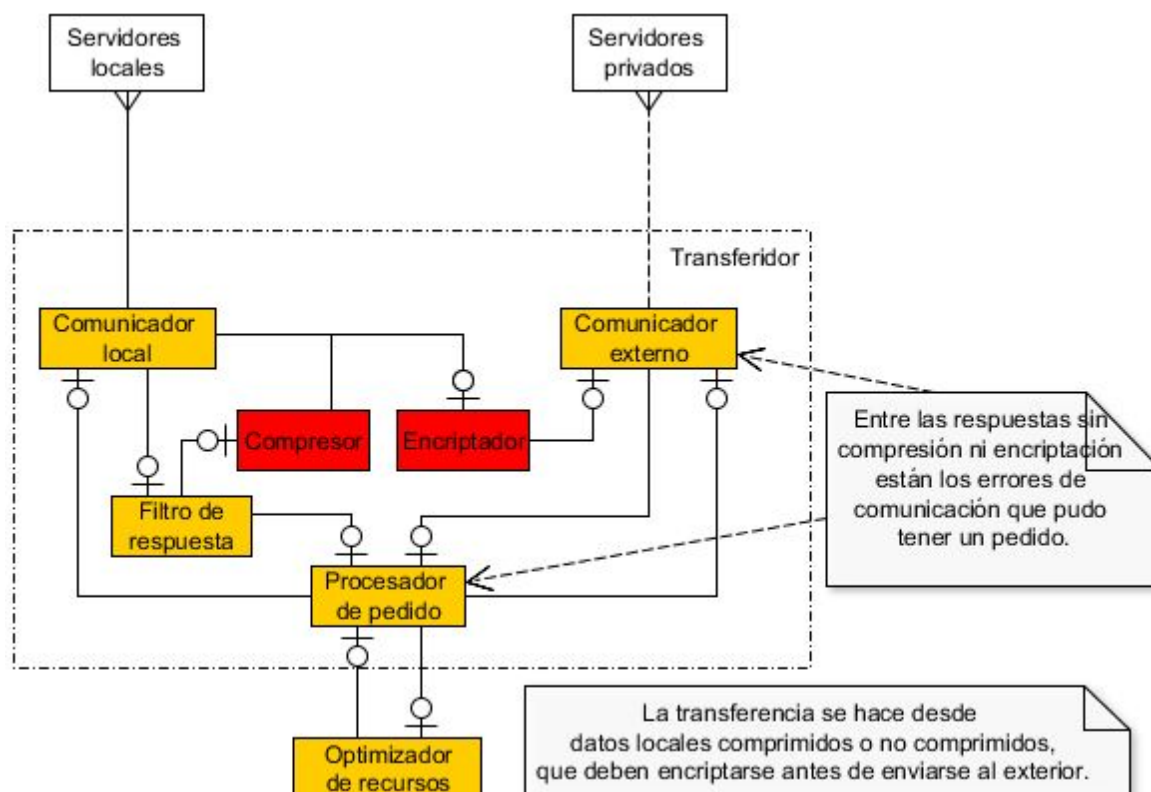 Servidores
locales
Servidores
privados
Transferidor
Comunicador
local
Comunicador
externo
Compresor
Encriptador
Entre las respuestas sin
compresión ni encriptación
están los errores de
comunicación que pudo
tener un pedido.
Filtro de
respuesta
Procesador
de pedido
Optimizador
de recursos
La transferencia se hace desde
datos locales comprimidos o no comprimidos,
que deben encriptarse antes de enviarse al exterior.